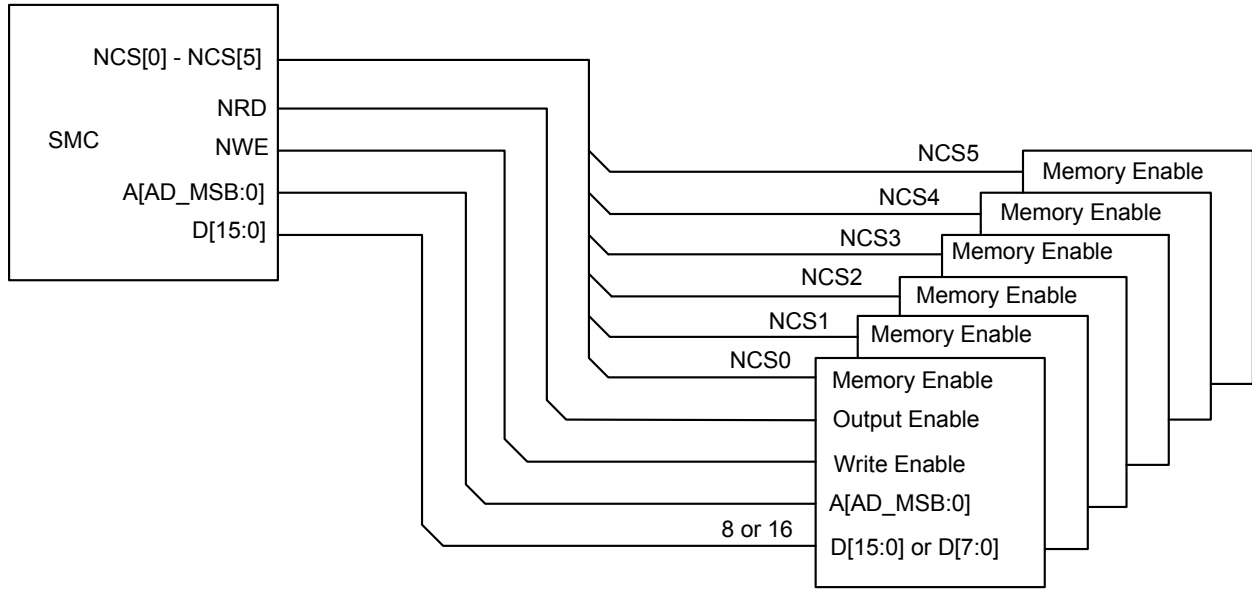 NCS[0] - NCS[5]
NRD
SMC
NWE
A[AD_MSB:0]
D[15:0]
NCS5
Memory Enable
NCS4
Memory Enable
NCS3
Memory Enable
NCS2
Memory Enable
NCS1
Memory Enable
NCS0
Memory Enable
Output Enable
Write Enable
A[AD_MSB:0]
8 or 16
D[15:0] or D[7:0]